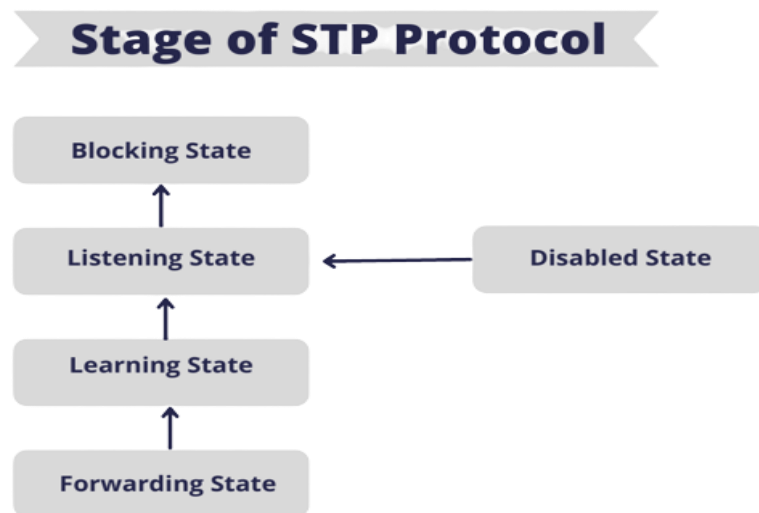 Stage of STP Protocol
Blocking State
Listening State
Disabled State
Learning State
Forwarding State